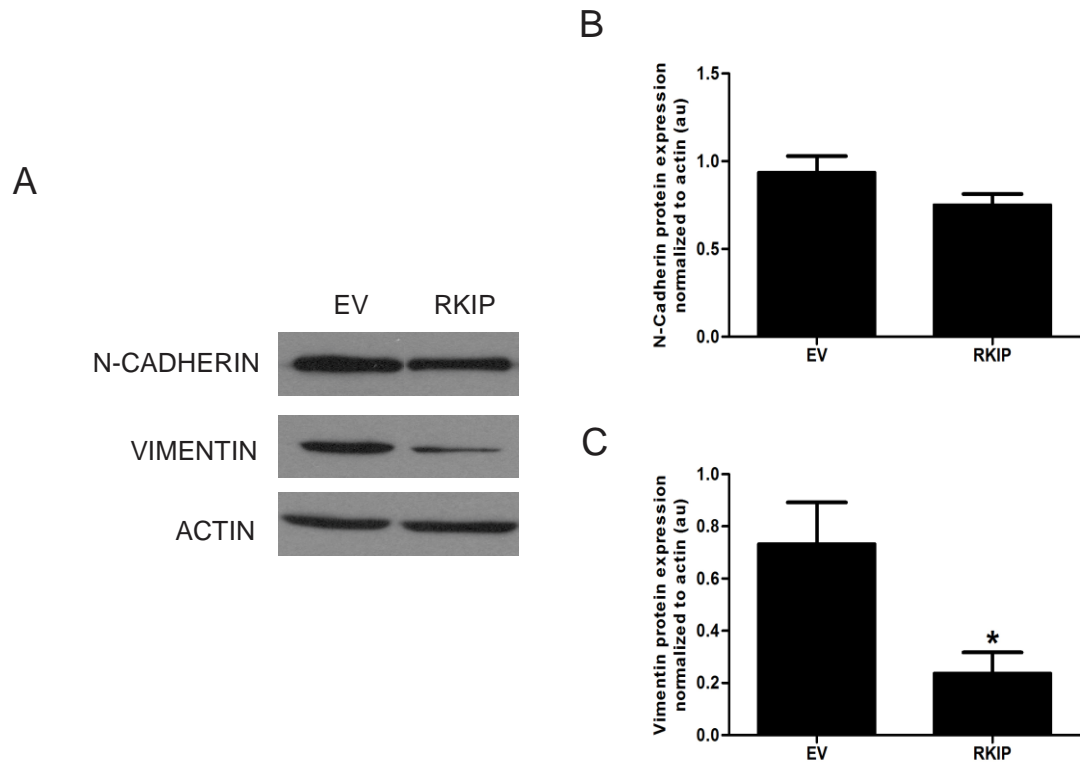 A
EV RKIP
N-CADHERIN
VIMENTIN
ACTIN
B
N-Cadherin protein expression
normalized to actin (au)
1.5
1.0
0.5
0.0
EV RKIP
C
Vimentin protein expression
normalized to actin (au)
1.0
0.8
0.6
0.4
0.2
0.0
*
EV RKIP